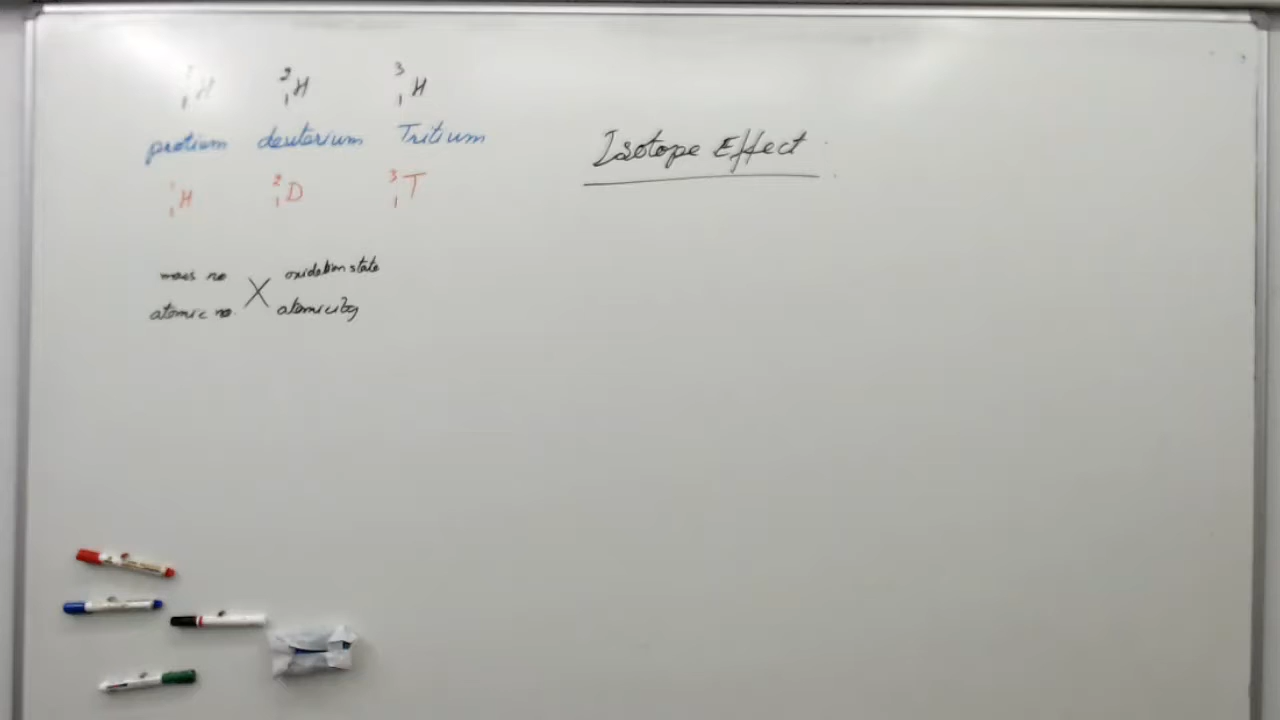 ¹₁H ²₁H ³₁H
protium deuterium Tritium
¹₁H ²₁D ³₁T
Isotope Effect
mass no X oxidation state
atomic no. atomicity